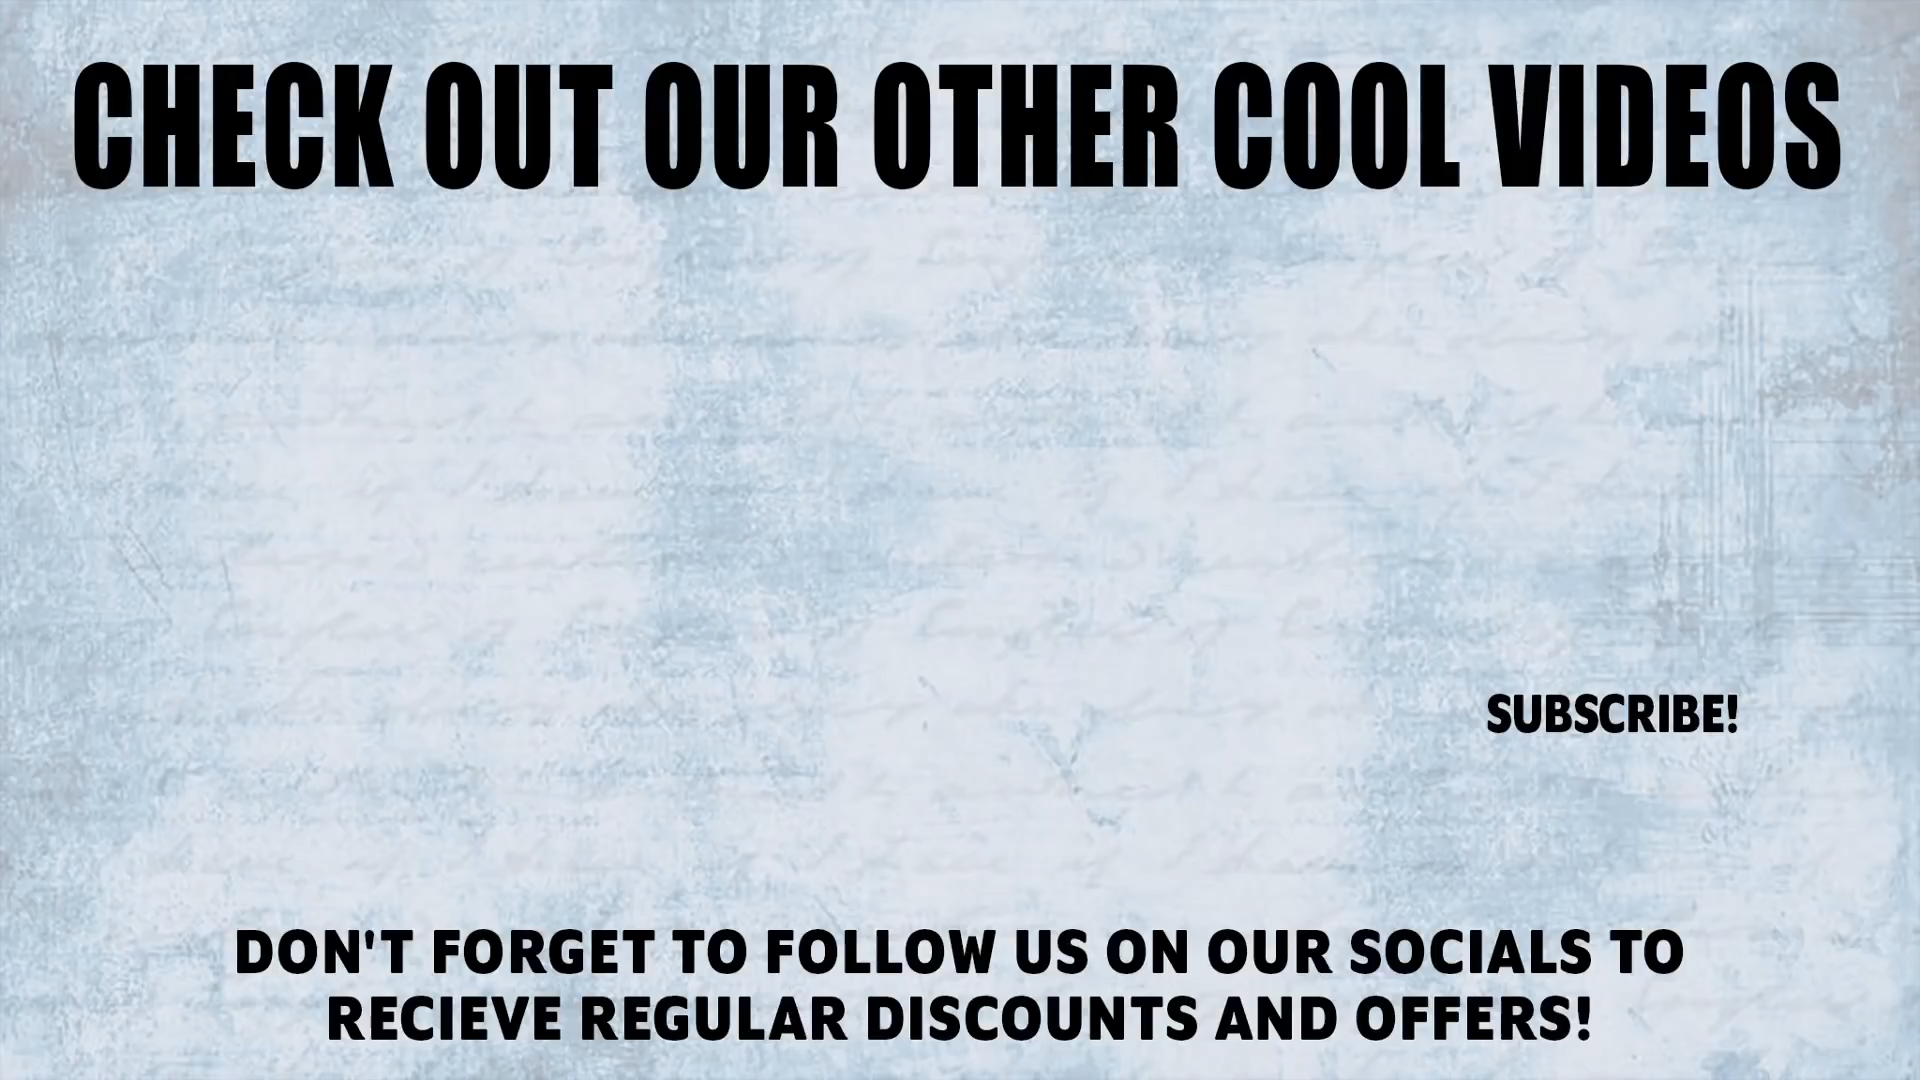 CHECK OUT OUR OTHER COOL VIDEOS
SUBSCRIBE!
DON'T FORGET TO FOLLOW US ON OUR SOCIALS TO
RECIEVE REGULAR DISCOUNTS AND OFFERS!